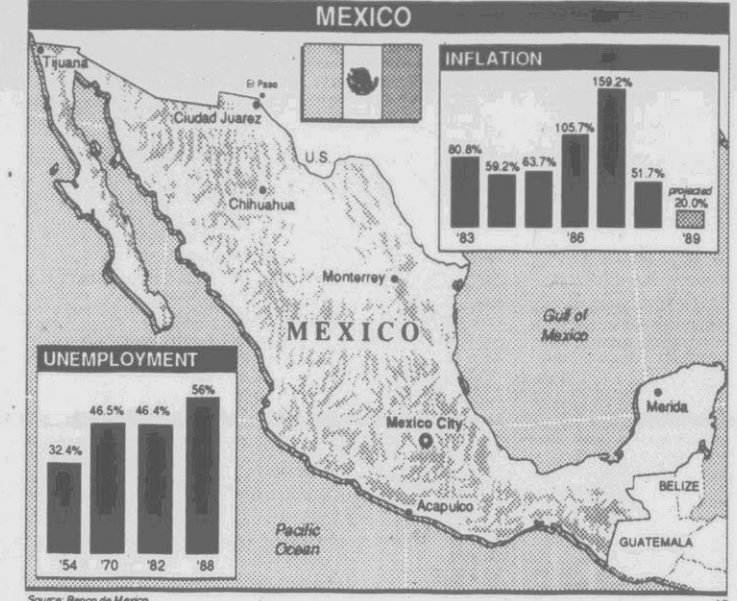 MEXICO
Tijuana
El Paso
Ciudad Juarez
U.S.
Chihuahua
Monterrey
MEXICO
Mexico City
Acapulco
Pacific
Ocean
Gulf of
Mexico
Merida
BELIZE
GUATEMALA
INFLATION
80.8%
59.2%
63.7%
105.7%
159.2%
51.7%
projected
20.0%
'83
'86
'89
UNEMPLOYMENT
32.4%
46.5%
46.4%
56%
'54
'70
'82
'88
Source: Banco de Mexico